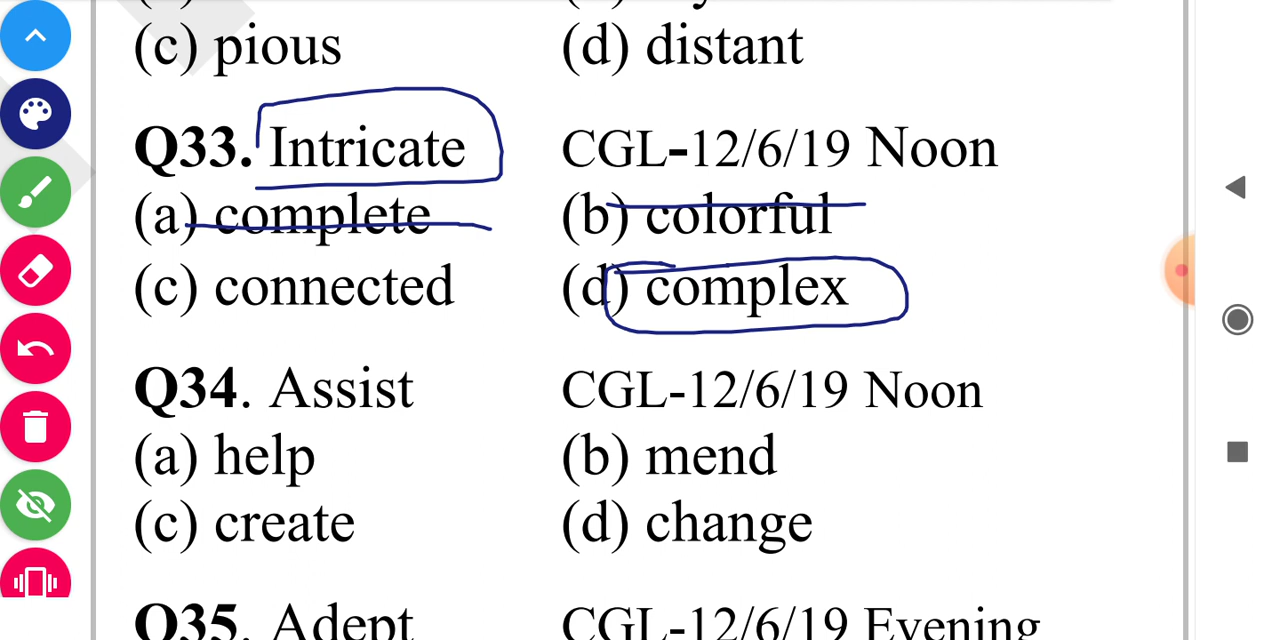 (c) pious (d) distant
Q33. Intricate CGL-12/6/19 Noon
(a) complete (b) colorful
(c) connected (d) complex
Q34. Assist CGL-12/6/19 Noon
(a) help (b) mend
(c) create (d) change
Q35. Adept CGL-12/6/19 Evening